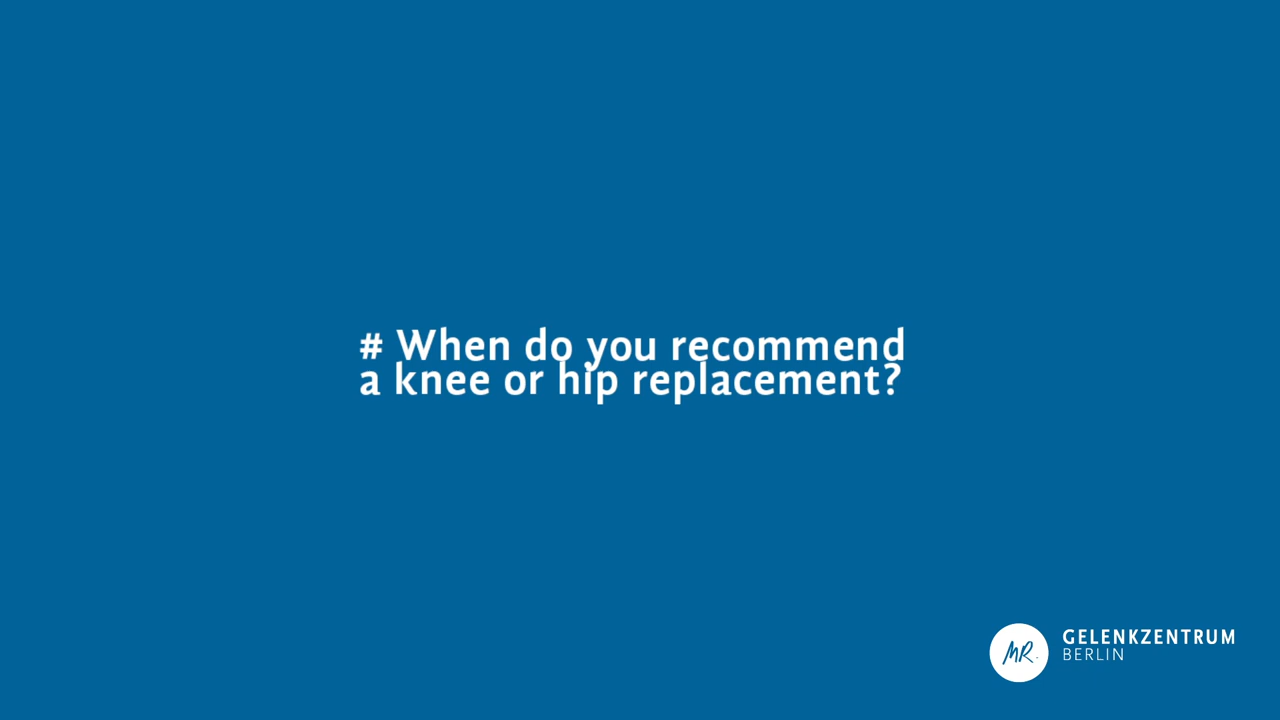 # When do you recommend
a knee or hip replacement?
MR.
GELENKZENTRUM
BERLIN